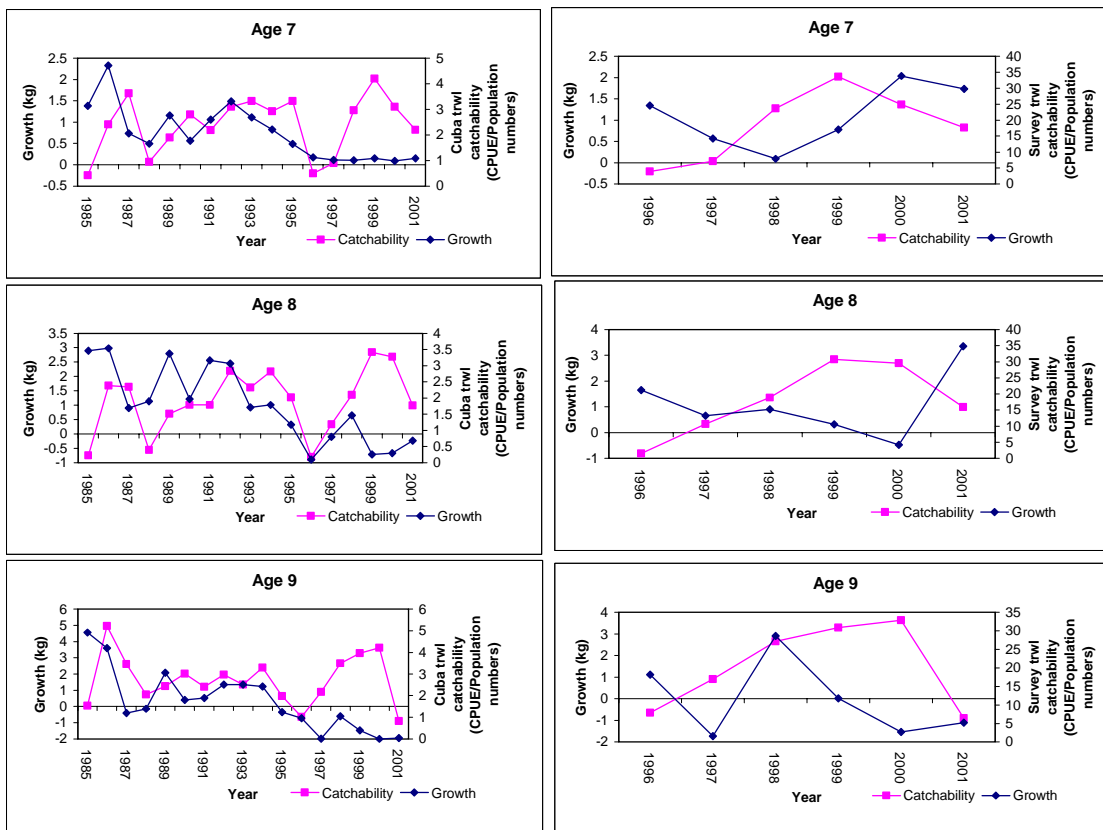 Age 7
Growth (kg)
2.5
2
1.5
1
0.5
0
-0.5
5
4
3
2
1
0
Cuba trwl
catchability
(CPUE/Population
numbers)
1985
1987
1989
1991
1993
1995
1997
1999
2001
Year
Catchability
Growth
Age 7
Growth (kg)
2.5
2
1.5
1
0.5
0
-0.5
40
35
30
25
20
15
10
5
0
Survey trwl
catchability
(CPUE/Population
numbers)
1996
1997
1998
1999
2000
2001
Year
Catchability
Growth
Age 8
Growth (kg)
3.5
3
2.5
2
1.5
1
0.5
0
-0.5
-1
4
3.5
3
2.5
2
1.5
1
0.5
0
Cuba trwl
catchability
(CPUE/Population
numbers)
1985
1987
1989
1991
1993
1995
1997
1999
2001
Year
Catchability
Growth
Age 8
Growth (kg)
4
3
2
1
0
-1
40
35
30
25
20
15
10
5
0
Survey trwl
catchability
(CPUE/Population
numbers)
1996
1997
1998
1999
2000
2001
Year
Catchability
Growth
Age 9
Growth (kg)
6
5
4
3
2
1
0
-1
-2
6
5
4
3
2
1
0
Cuba trwl
catchability
(CPUE/Population
numbers)
1985
1987
1989
1991
1993
1995
1997
1999
2001
Year
Catchability
Growth
Age 9
Growth (kg)
4
3
2
1
0
-1
-2
35
30
25
20
15
10
5
0
Survey trwl
catchability
(CPUE/Population
numbers)
1996
1997
1998
1999
2000
2001
Year
Catchability
Growth